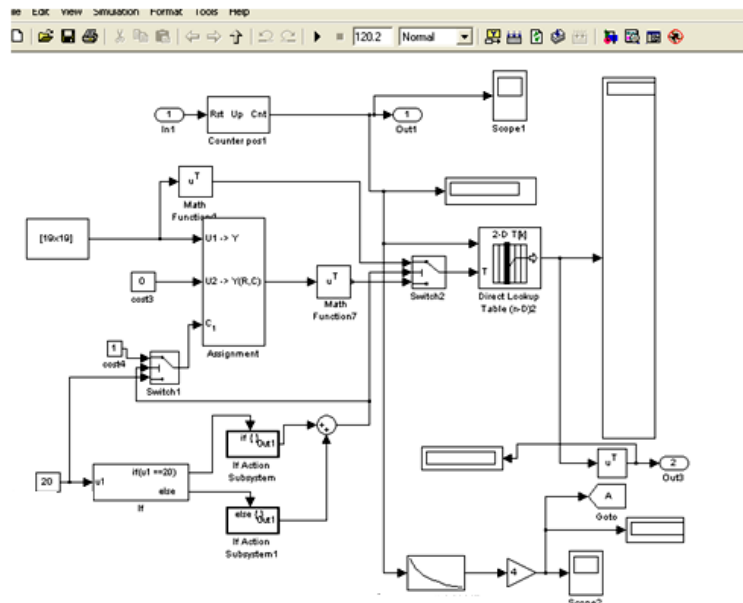 Edit View Simulation Format Tools Help
120.2 Normal
1
In1
Rst Up Cnt
Counter pos1
1
Out1
Scope1
u^T
Math
[19x19]
U1 -> Y
U2 -> Y(R,C)
C1
Assignment
0
cost3
u^T
Math
Function7
Switch2
2-D T[k]
T
Direct Lookup
Table (n-D)2
1
cost4
Switch1
20
u1
if(u1 ==20)
else
If
if { }
Out1
If Action
Subsystem
else { }
Out1
If Action
Subsystem1
++
u^T
2
Out3
A
Goto
4